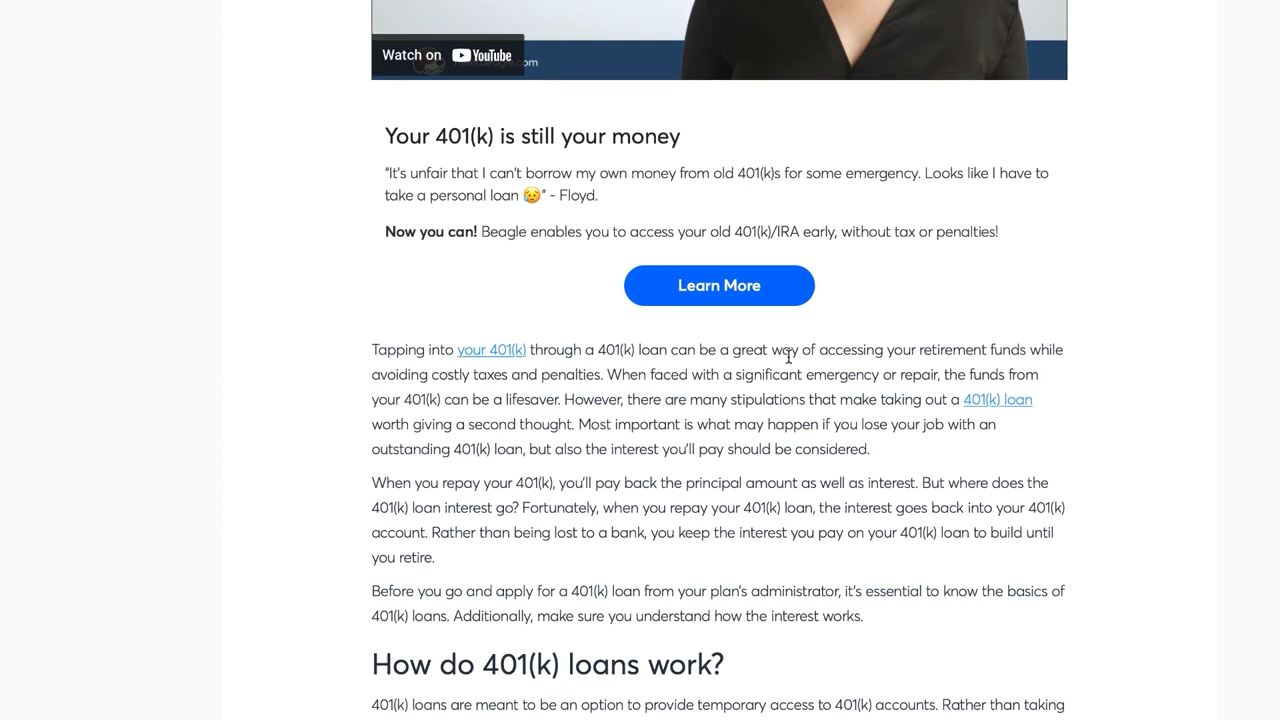 Watch on YouTube
Your 401(k) is still your money
"It's unfair that I can't borrow my own money from old 401(k)s for some emergency. Looks like I have to
take a personal loan 😥" - Floyd.
Now you can! Beagle enables you to access your old 401(k)/IRA early, without tax or penalties!
Learn More
Tapping into your 401(k) through a 401(k) loan can be a great way of accessing your retirement funds while
avoiding costly taxes and penalties. When faced with a significant emergency or repair, the funds from
your 401(k) can be a lifesaver. However, there are many stipulations that make taking out a 401(k) loan
worth giving a second thought. Most important is what may happen if you lose your job with an
outstanding 401(k) loan, but also the interest you'll pay should be considered.
When you repay your 401(k), you'll pay back the principal amount as well as interest. But where does the
401(k) loan interest go? Fortunately, when you repay your 401(k) loan, the interest goes back into your 401(k)
account. Rather than being lost to a bank, you keep the interest you pay on your 401(k) loan to build until
you retire.
Before you go and apply for a 401(k) loan from your plan's administrator, it's essential to know the basics of
401(k) loans. Additionally, make sure you understand how the interest works.
How do 401(k) loans work?
401(k) loans are meant to be an option to provide temporary access to 401(k) accounts. Rather than taking